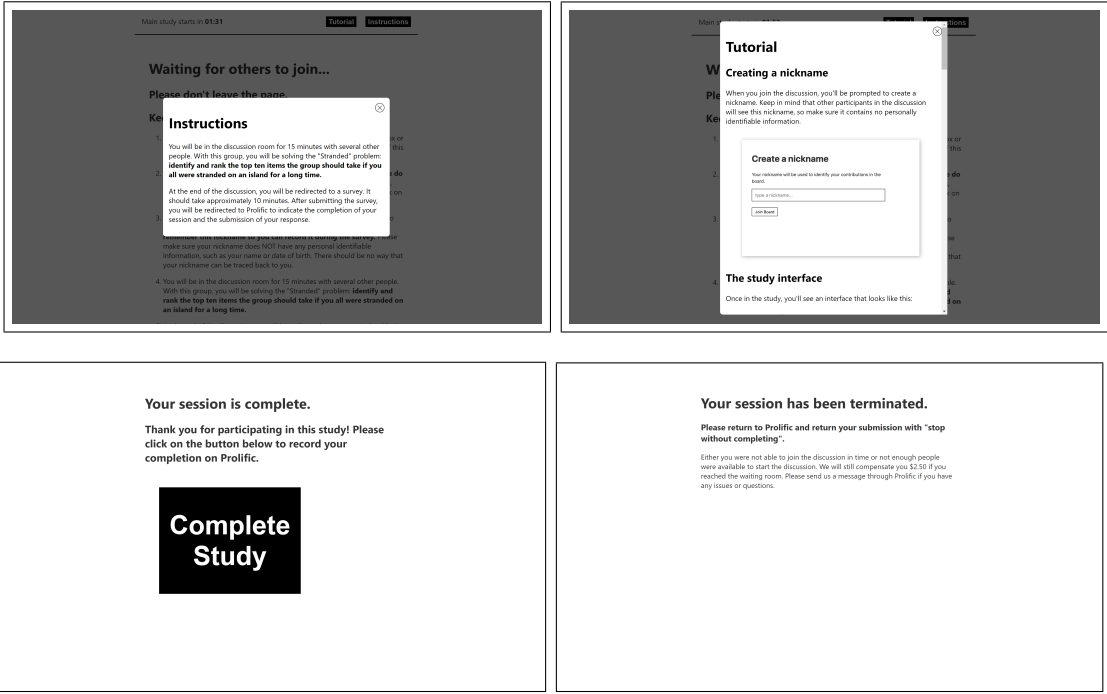 Main study starts in 01:31
Tutorial
Instructions
Waiting for others to join...
Please don't leave the page.
Instructions
You will be in the discussion room for 15 minutes with several other
people. With this group, you will be solving the "Stranded" problem:
identify and rank the top ten items the group should take if you
all were stranded on an island for a long time.
At the end of the discussion, you will be redirected to a survey. It
should take approximately 10 minutes. After submitting the survey,
you will be redirected to Prolific to indicate the completion of your
session and the submission of your response.
remember this nickname so you can record it during the survey.
make sure your nickname does NOT have any personal identifiable
information, such as your name or date of birth. There should be no way that
your nickname can be traced back to you.
4. You will be in the discussion room for 15 minutes with several other people.
With this group, you will be solving the "Stranded" problem: identify and
rank the top ten items the group should take if you all were stranded on
an island for a long time.
Tutorial
Creating a nickname
When you join the discussion, you'll be prompted to create a
nickname. Keep in mind that other participants in the discussion
will see this nickname, so make sure it contains no personally
identifiable information.
Create a nickname
Your nickname will be used to identify your contributions in the
board.
Type a nickname...
Join Board
The study interface
Once in the study, you'll see an interface that looks like this:
Your session is complete.
Thank you for participating in this study! Please
click on the button below to record your
completion on Prolific.
Complete
Study
Your session has been terminated.
Please return to Prolific and return your submission with "stop
without completing".
Either you were not able to join the discussion in time or not enough people
were available to start the discussion. We will still compensate you $2.50 if you
reached the waiting room. Please send us a message through Prolific if you have
any issues or questions.